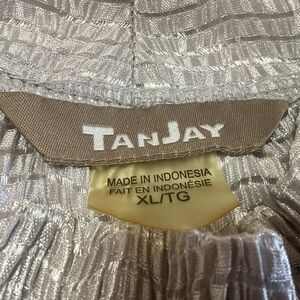 TANJAY
MADE IN INDONESIA
FAIT EN INDONÉSIE
XL/TG